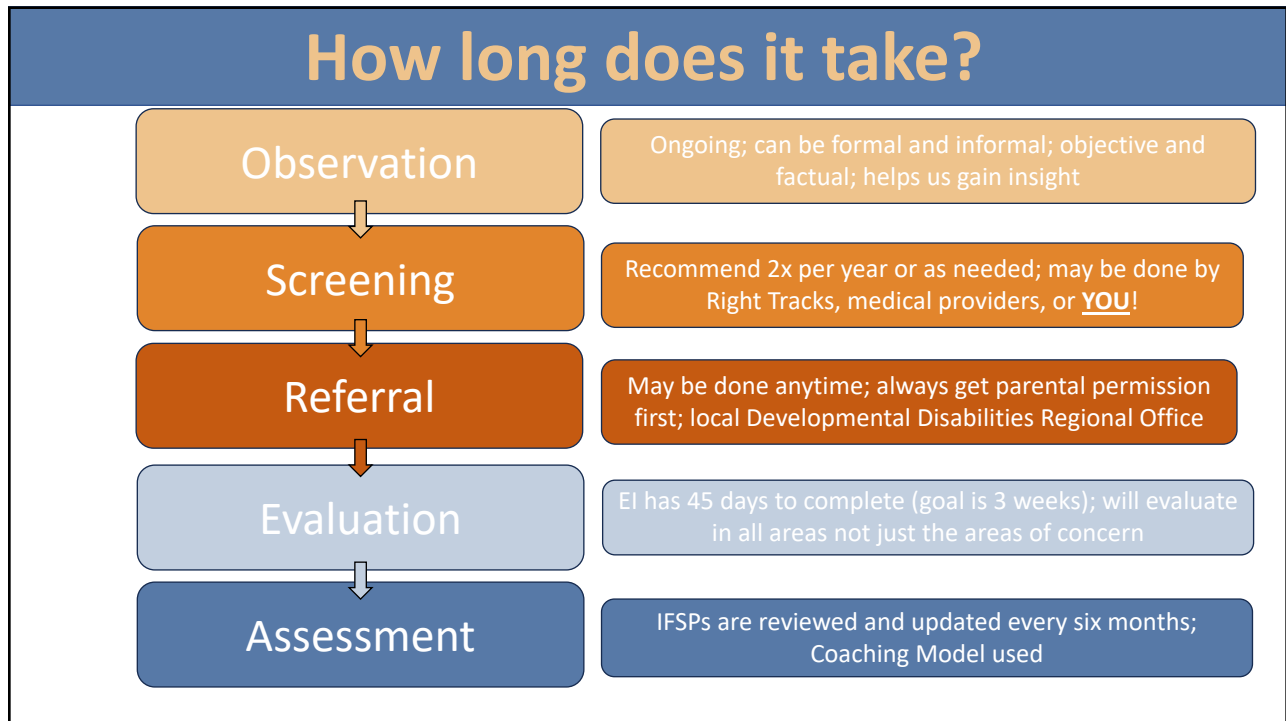 How long does it take?
Observation
Ongoing; can be formal and informal; objective and
factual; helps us gain insight
Screening
Recommend 2x per year or as needed; may be done by
Right Tracks, medical providers, or YOU!
Referral
May be done anytime; always get parental permission
first; local Developmental Disabilities Regional Office
Evaluation
EI has 45 days to complete (goal is 3 weeks); will evaluate
in all areas not just the areas of concern
Assessment
IFSPs are reviewed and updated every six months;
Coaching Model used